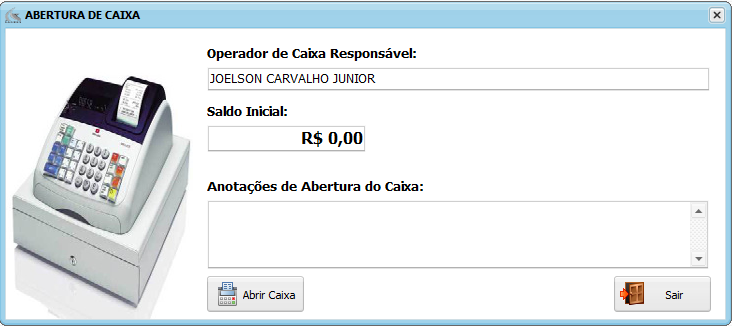 ABERTURA DE CAIXA
Operador de Caixa Responsável:
JOELSON CARVALHO JUNIOR
Saldo Inicial:
R$ 0,00
Anotações de Abertura do Caixa:
Abrir Caixa
Sair